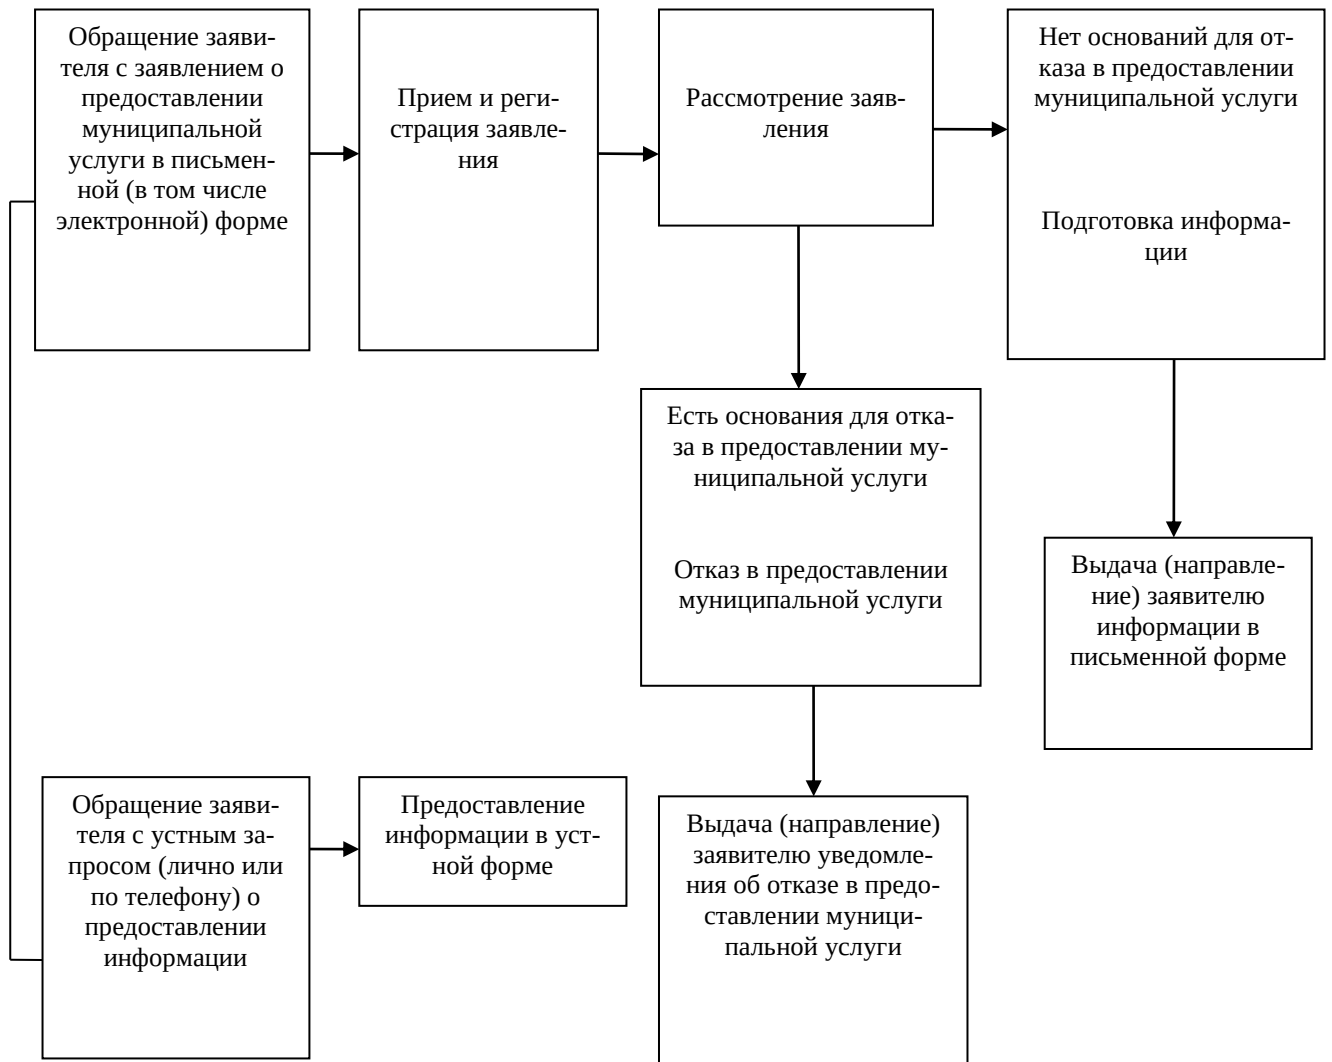 Обращение заяви-
теля с заявлением о
предоставлении
муниципальной
услуги в письмен-
ной (в том числе
электронной) форме
Прием и реги-
страция заявле-
ния
Рассмотрение заяв-
ления
Нет оснований для от-
каза в предоставлении
муниципальной услуги
Подготовка информа-
ции
Есть основания для отка-
за в предоставлении му-
ниципальной услуги
Отказ в предоставлении
муниципальной услуги
Выдача (направле-
ние) заявителю
информации в
письменной форме
Обращение заяви-
теля с устным за-
просом (лично или
по телефону) о
предоставлении
информации
Предоставление
информации в уст-
ной форме
Выдача (направление)
заявителю уведомле-
ния об отказе в предо-
ставлении муници-
пальной услуги